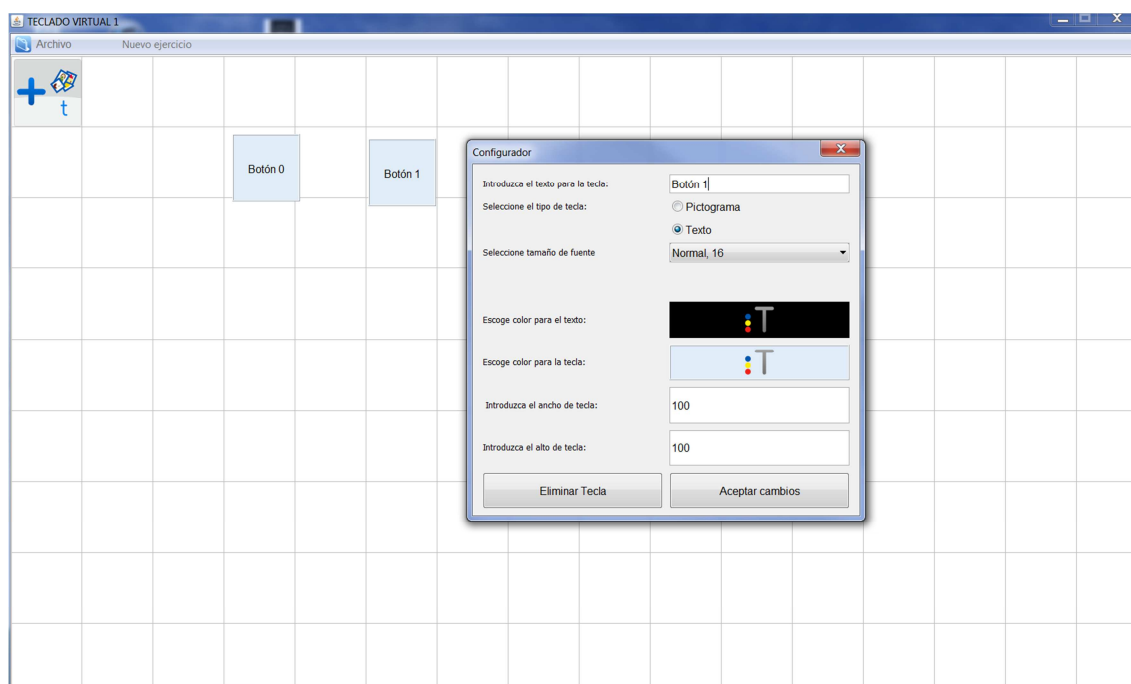 TECLADO VIRTUAL 1
Archivo Nuevo ejercicio
t
Botón 0
Botón 1
Configurador
Introduzca el texto para la tecla: Botón 1
Seleccione el tipo de tecla: Pictograma
Texto
Seleccione tamaño de fuente Normal, 16
Escoge color para el texto: T
Escoge color para la tecla: T
Introduzca el ancho de tecla: 100
Introduzca el alto de tecla: 100
Eliminar Tecla Aceptar cambios